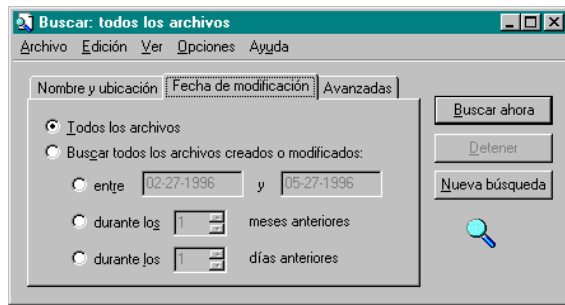 Buscar: todos los archivos
Archivo Edición Ver Opciones Ayuda
Nombre y ubicación Fecha de modificación Avanzadas
Todos los archivos
Buscar todos los archivos creados o modificados:
entre 02-27-1996 y 05-27-1996
durante los 1 meses anteriores
durante los 1 días anteriores
Buscar ahora
Detener
Nueva búsqueda